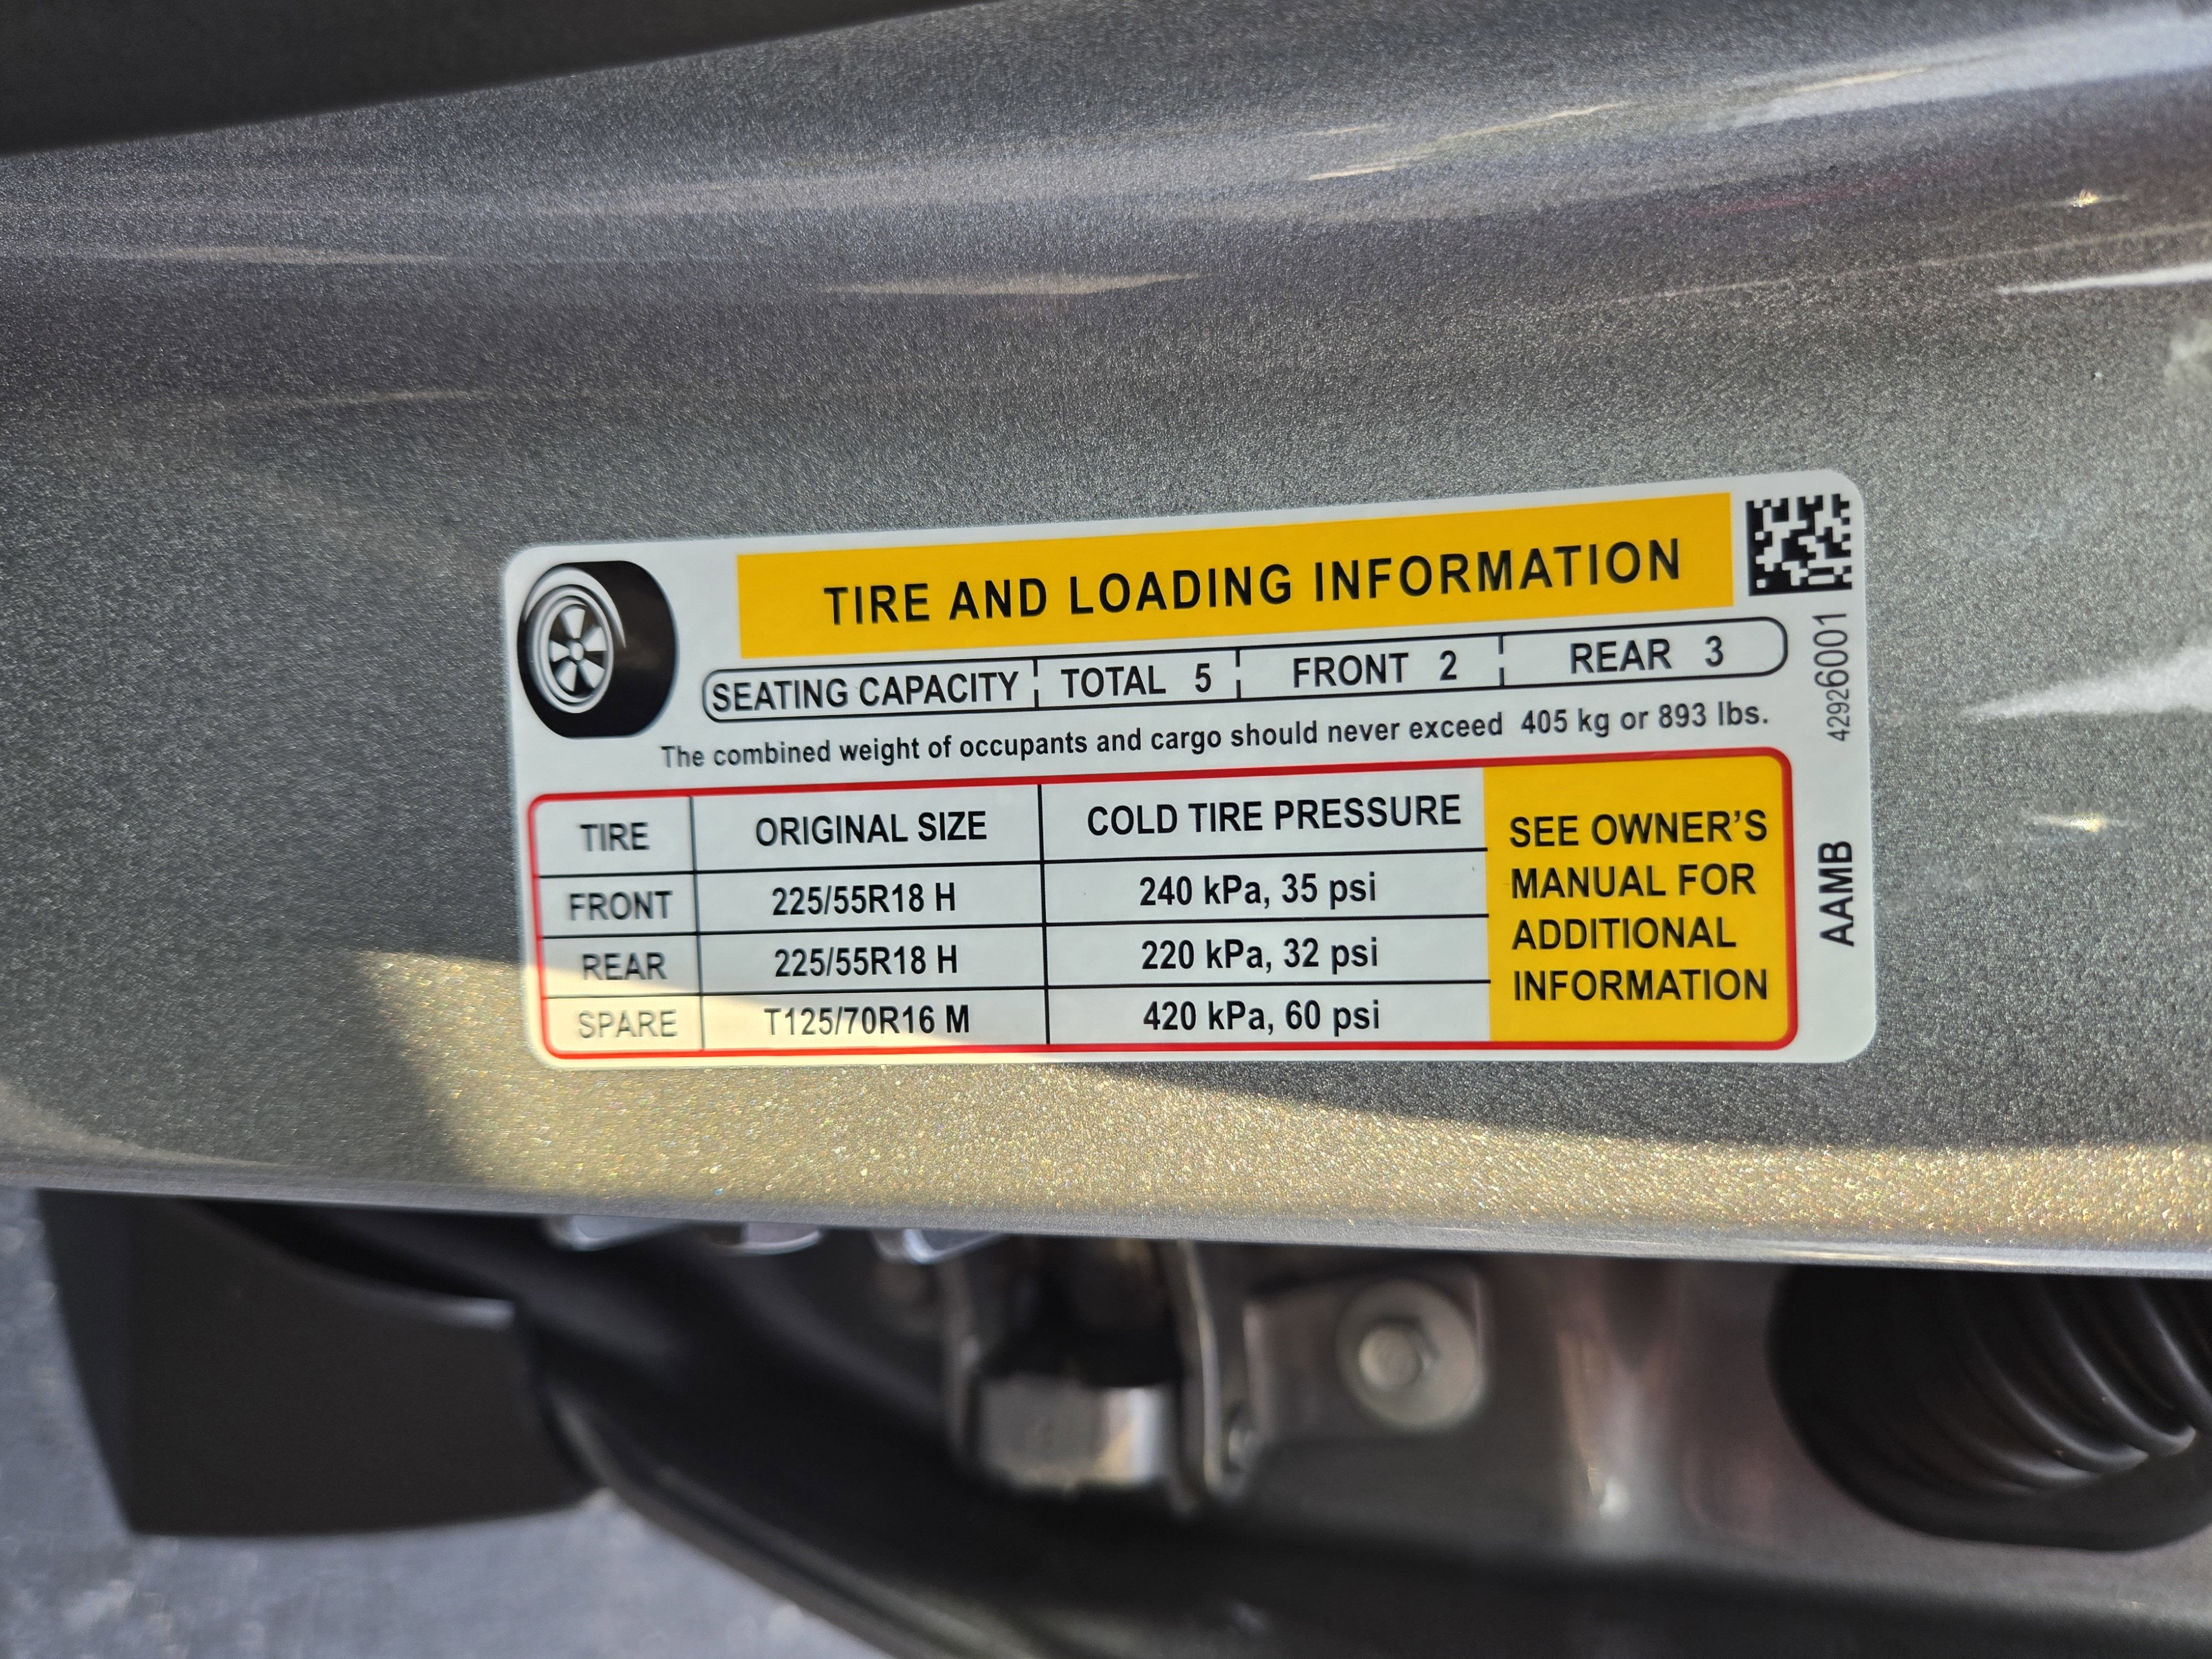 TIRE AND LOADING INFORMATION
SEATING CAPACITY TOTAL 5 FRONT 2 REAR 3
The combined weight of occupants and cargo should never exceed 405 kg or 893 lbs.
TIRE ORIGINAL SIZE COLD TIRE PRESSURE
FRONT 225/55R18 H 240 kPa, 35 psi
REAR 225/55R18 H 220 kPa, 32 psi
SPARE T125/70R16 M 420 kPa, 60 psi
SEE OWNER'S
MANUAL FOR
ADDITIONAL
INFORMATION
42926001
AAMB